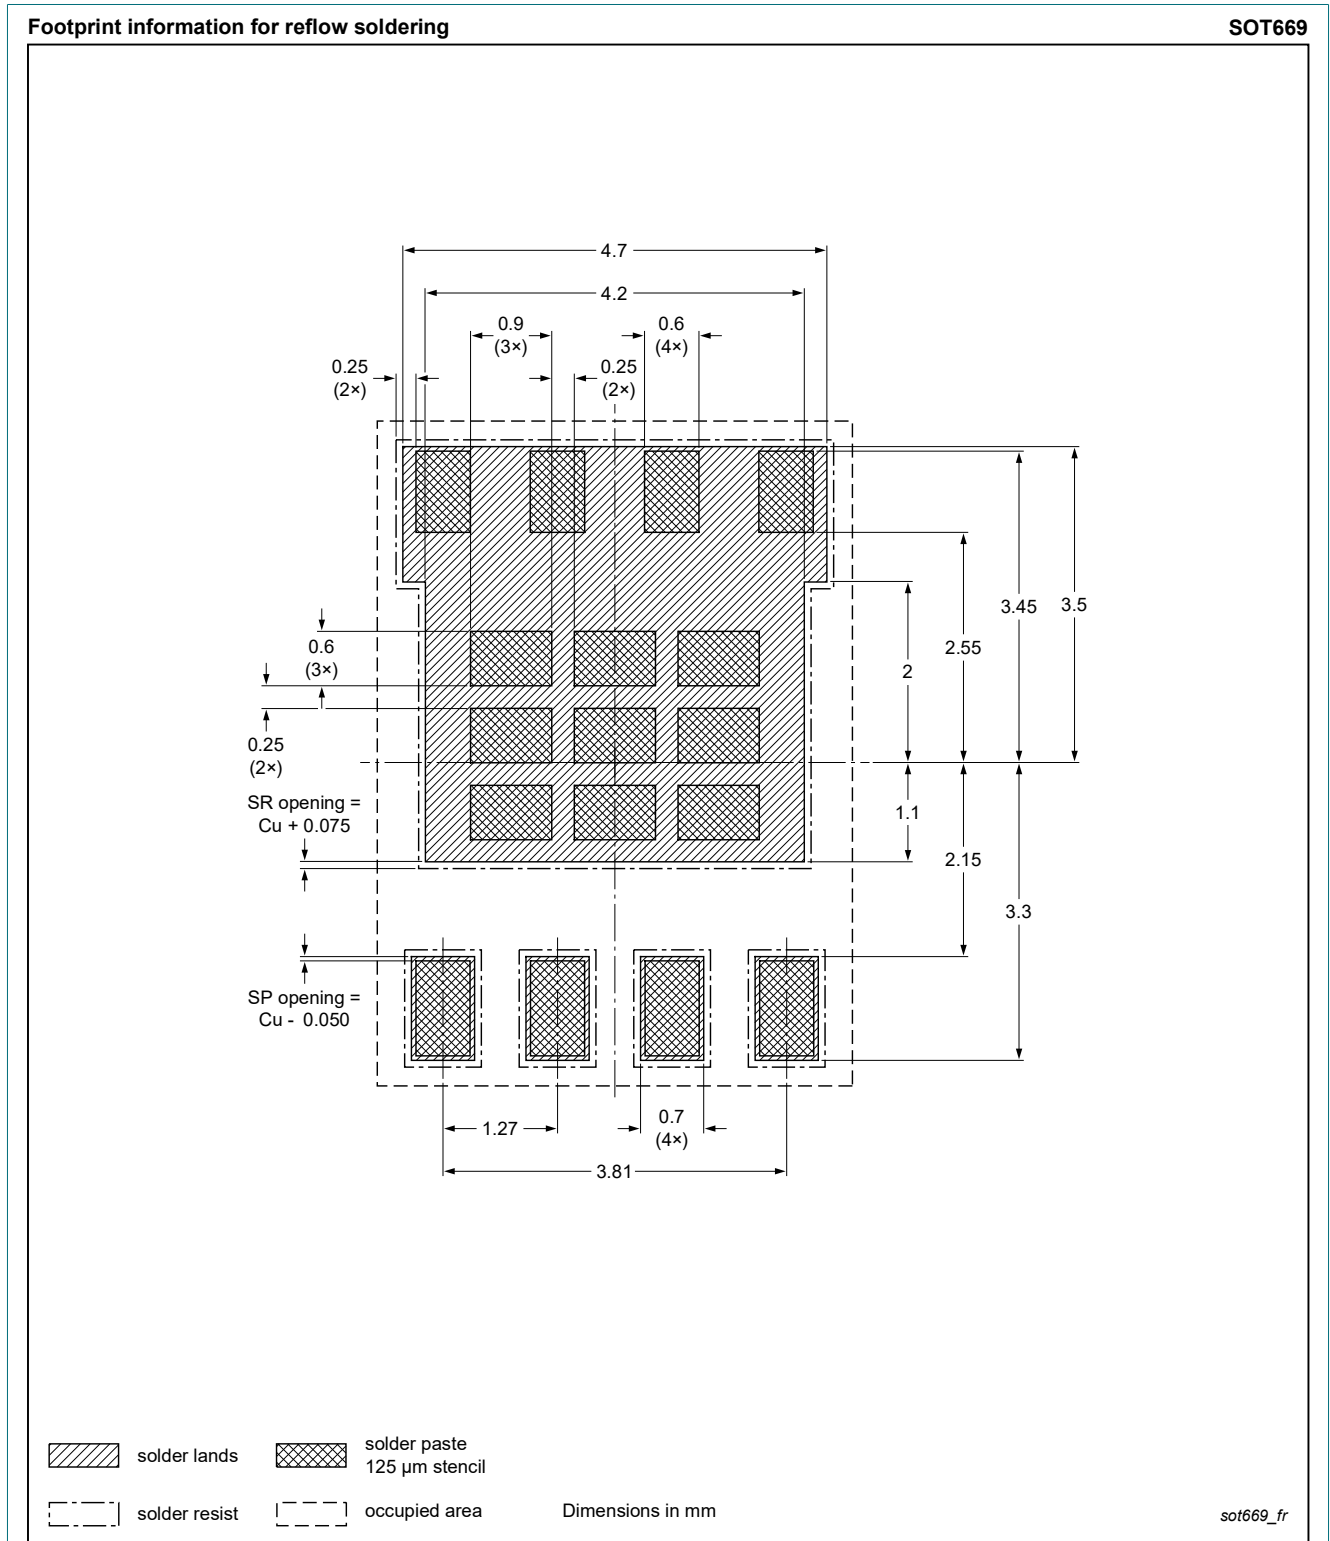 Footprint information for reflow soldering
SOT669
4.7
4.2
0.9
(3×)
0.6
(4×)
0.25
(2×)
0.25
(2×)
0.6
(3×)
0.25
(2×)
3.45
3.5
2.55
2
SR opening =
Cu + 0.075
1.1
2.15
3.3
SP opening =
Cu - 0.050
1.27
0.7
(4×)
3.81
solder lands
solder paste
125 µm stencil
solder resist
occupied area
Dimensions in mm
sot669_fr